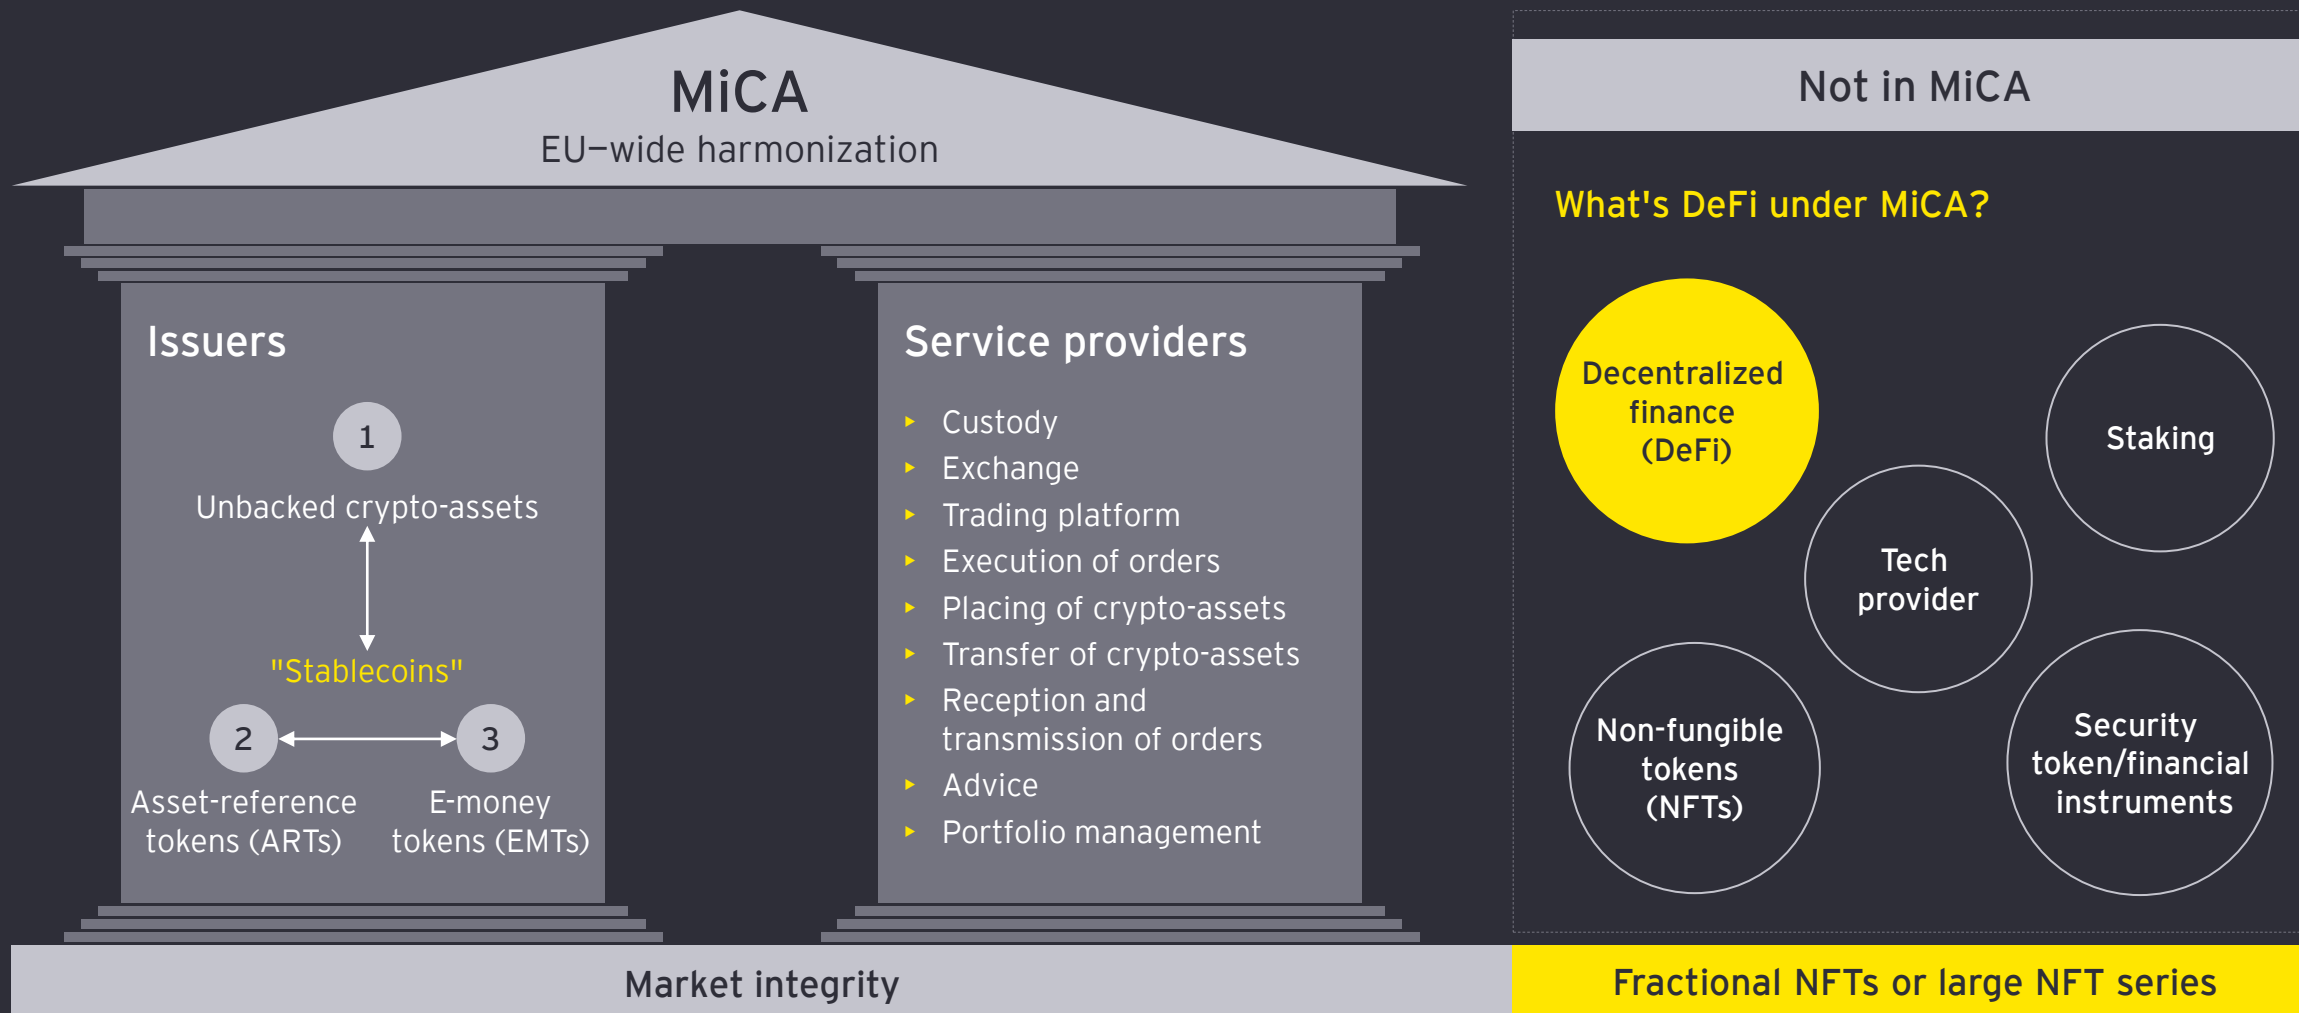 MiCA
EU–wide harmonization
Issuers
1
Unbacked crypto-assets
"Stablecoins"
2
3
Asset-reference
tokens (ARTs)
E-money
tokens (EMTs)
Service providers
Custody
Exchange
Trading platform
Execution of orders
Placing of crypto-assets
Transfer of crypto-assets
Reception and
transmission of orders
Advice
Portfolio management
Market integrity
Not in MiCA
What's DeFi under MiCA?
Decentralized
finance
(DeFi)
Staking
Tech
provider
Non-fungible
tokens
(NFTs)
Security
token/financial
instruments
Fractional NFTs or large NFT series